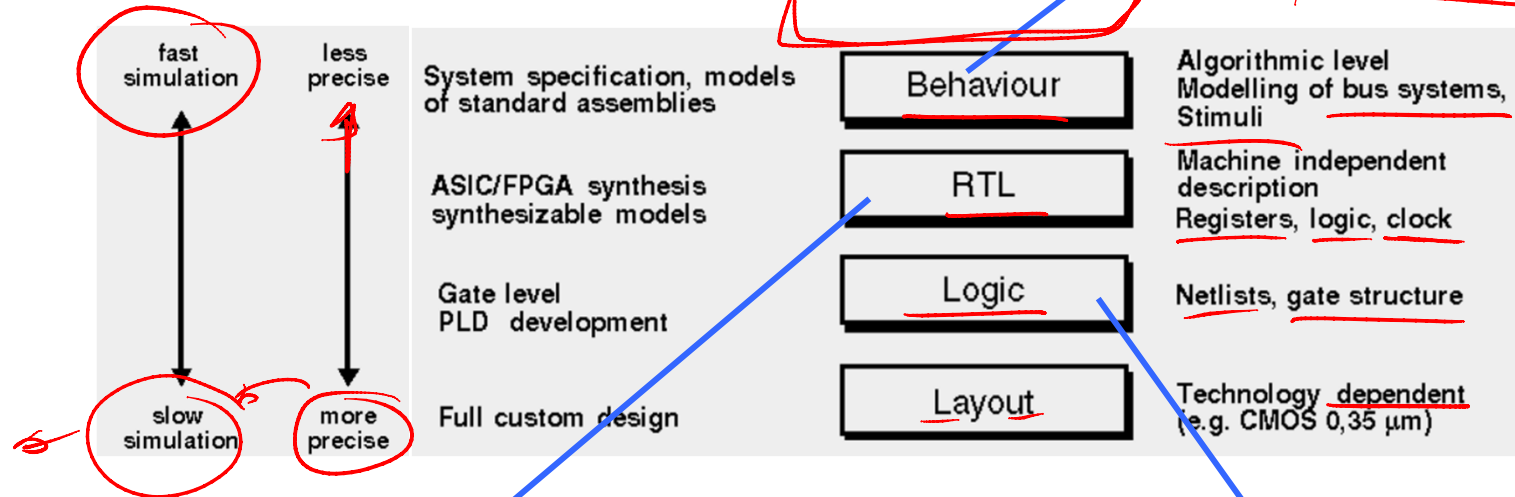 fast
simulation
less
precise
System specification, models
of standard assemblies
Behaviour
Algorithmic level
Modelling of bus systems,
Stimuli
ASIC/FPGA synthesis
synthesizable models
RTL
Machine independent
description
Registers, logic, clock
Gate level
PLD development
Logic
Netlists, gate structure
slow
simulation
more
precise
Full custom design
Layout
Technology dependent
(e.g. CMOS 0,35 µm)